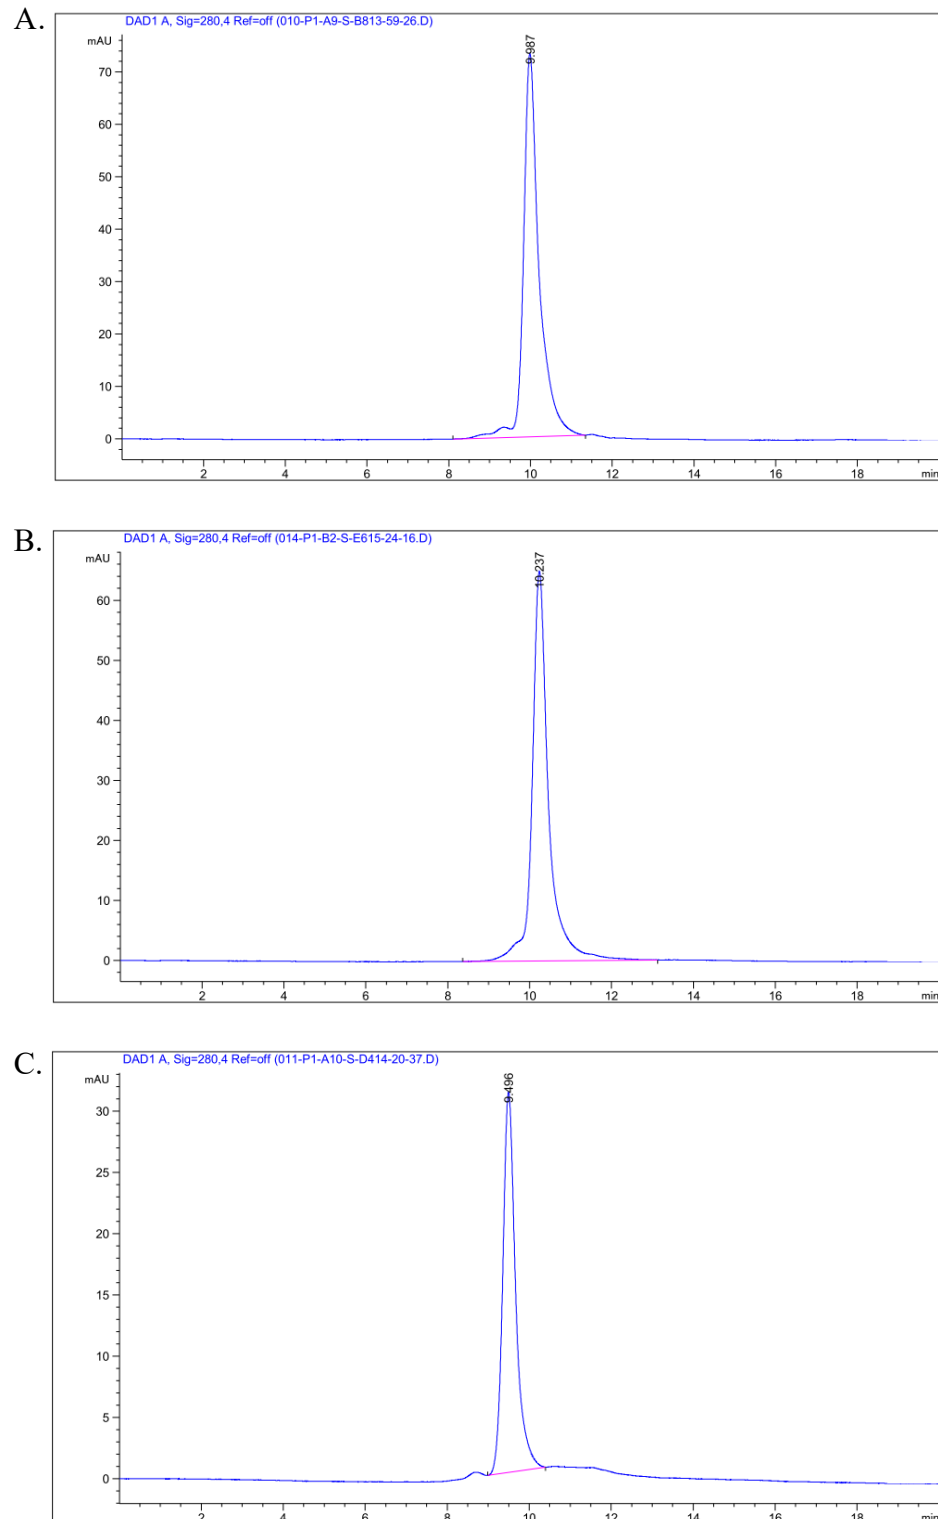 A.
DAD1 A, Sig=280,4 Ref=off (010-P1-A9-S-B813-59-26.D)
mAU
9.987
70
60
50
40
30
20
10
0
2 4 6 8 10 12 14 16 18 min
B.
DAD1 A, Sig=280,4 Ref=off (014-P1-B2-S-E615-24-16.D)
mAU
10.237
60
50
40
30
20
10
0
2 4 6 8 10 12 14 16 18 min
C.
DAD1 A, Sig=280,4 Ref=off (011-P1-A10-S-D414-20-37.D)
mAU
9.496
30
25
20
15
10
5
0
2 4 6 8 10 12 14 16 18 min